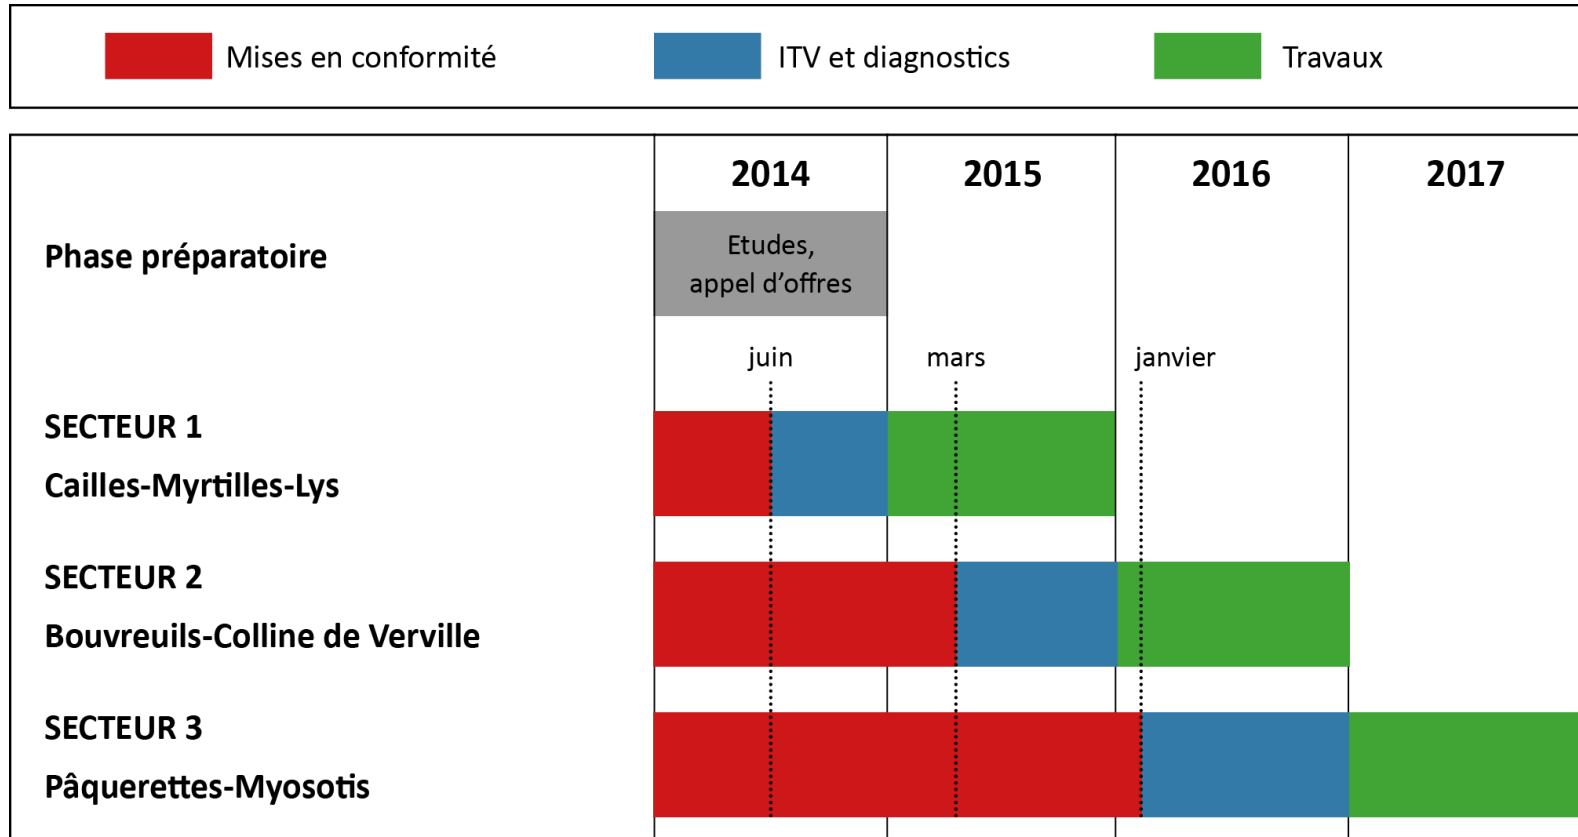 Mises en conformité
ITV et diagnostics
Travaux
2014
2015
2016
2017
Phase préparatoire
Etudes,
appel d’offres
juin
mars
janvier
SECTEUR 1
Cailles-Myrtilles-Lys
SECTEUR 2
Bouvreuils-Colline de Verville
SECTEUR 3
Pâquerettes-Myosotis